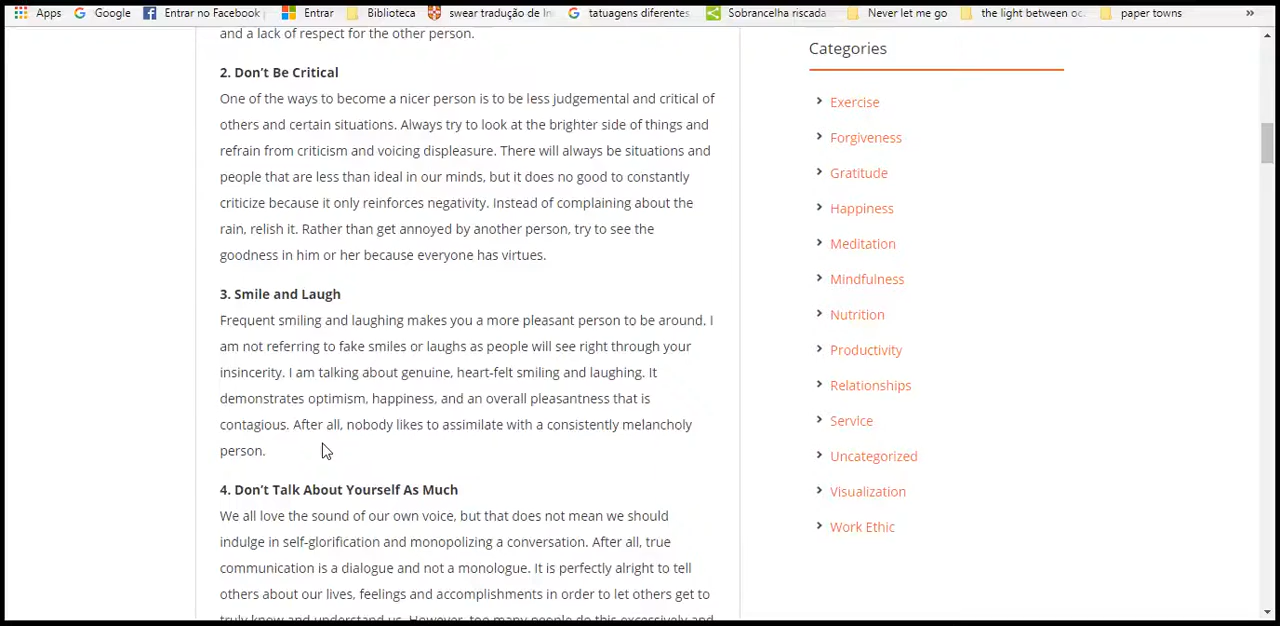 Apps Google Entrar no Facebook Entrar Biblioteca swear tradução de In tatuagens diferentes Sobrancelha riscada Never let me go the light between oc paper towns »
and a lack of respect for the other person.
2. Don't Be Critical
One of the ways to become a nicer person is to be less judgemental and critical of
others and certain situations. Always try to look at the brighter side of things and
refrain from criticism and voicing displeasure. There will always be situations and
people that are less than ideal in our minds, but it does no good to constantly
criticize because it only reinforces negativity. Instead of complaining about the
rain, relish it. Rather than get annoyed by another person, try to see the
goodness in him or her because everyone has virtues.
3. Smile and Laugh
Frequent smiling and laughing makes you a more pleasant person to be around. I
am not referring to fake smiles or laughs as people will see right through your
insincerity. I am talking about genuine, heart-felt smiling and laughing. It
demonstrates optimism, happiness, and an overall pleasantness that is
contagious. After all, nobody likes to assimilate with a consistently melancholy
person.
4. Don't Talk About Yourself As Much
We all love the sound of our own voice, but that does not mean we should
indulge in self-glorification and monopolizing a conversation. After all, true
communication is a dialogue and not a monologue. It is perfectly alright to tell
others about our lives, feelings and accomplishments in order to let others get to
truly know and understand us. However, too many people do this excessively and
Categories
Exercise
Forgiveness
Gratitude
Happiness
Meditation
Mindfulness
Nutrition
Productivity
Relationships
Service
Uncategorized
Visualization
Work Ethic